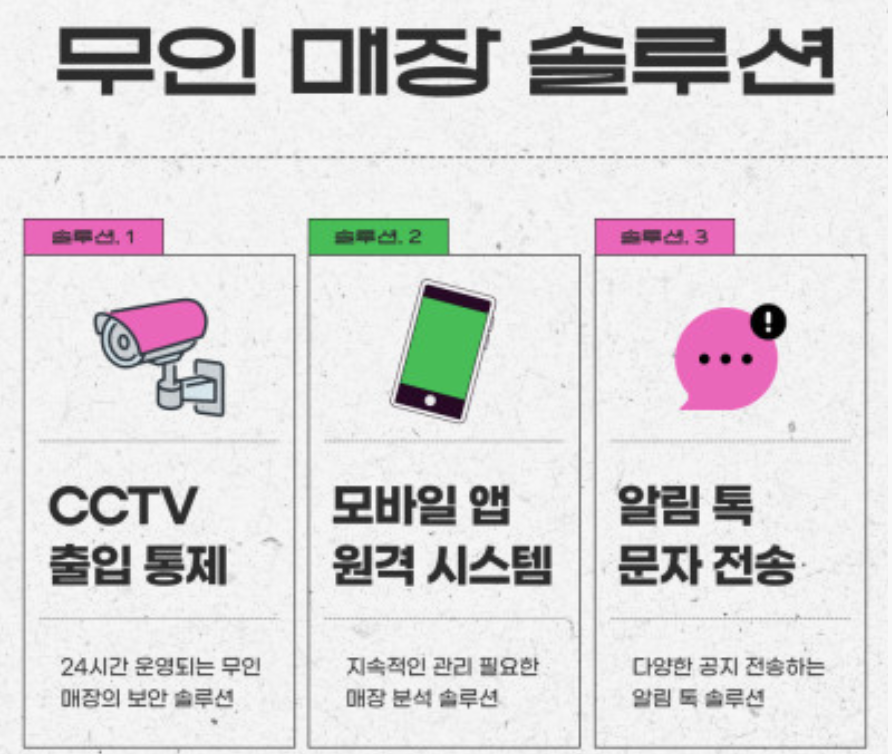 무인 매장 솔루션
솔루션. 1
CCTV
출입 통제
24시간 운영되는 무인
매장의 보안 솔루션
솔루션. 2
모바일 앱
원격 시스템
지속적인 관리 필요한
매장 분석 솔루션
솔루션. 3
알림 톡
문자 전송
다양한 공지 전송하는
알림 톡 솔루션